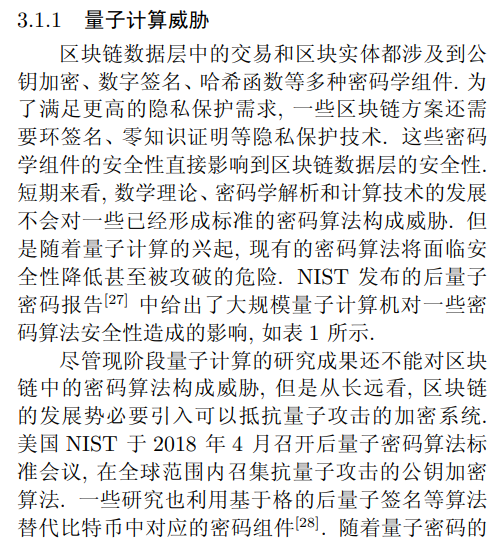 3.1.1 量子计算威胁
区块链数据层中的交易和区块实体都涉及到公
钥加密、数字签名、哈希函数等多种密码学组件. 为
了满足更高的隐私保护需求, 一些区块链方案还需
要环签名、零知识证明等隐私保护技术. 这些密码
学组件的安全性直接影响到区块链数据层的安全性.
短期来看, 数学理论、密码学解析和计算技术的发展
不会对一些已经形成标准的密码算法构成威胁. 但
是随着量子计算的兴起, 现有的密码算法将面临安
全性降低甚至被攻破的危险. NIST 发布的后量子
密码报告[27] 中给出了大规模量子计算机对一些密
码算法安全性造成的影响, 如表 1 所示.
尽管现阶段量子计算的研究成果还不能对区块
链中的密码算法构成威胁, 但是从长远看, 区块链
的发展势必要引入可以抵抗量子攻击的加密系统.
美国 NIST 于 2018 年 4 月召开后量子密码算法标
准会议, 在全球范围内召集抗量子攻击的公钥加密
算法. 一些研究也利用基于格的后量子签名等算法
替代比特币中对应的密码组件[28]. 随着量子密码的